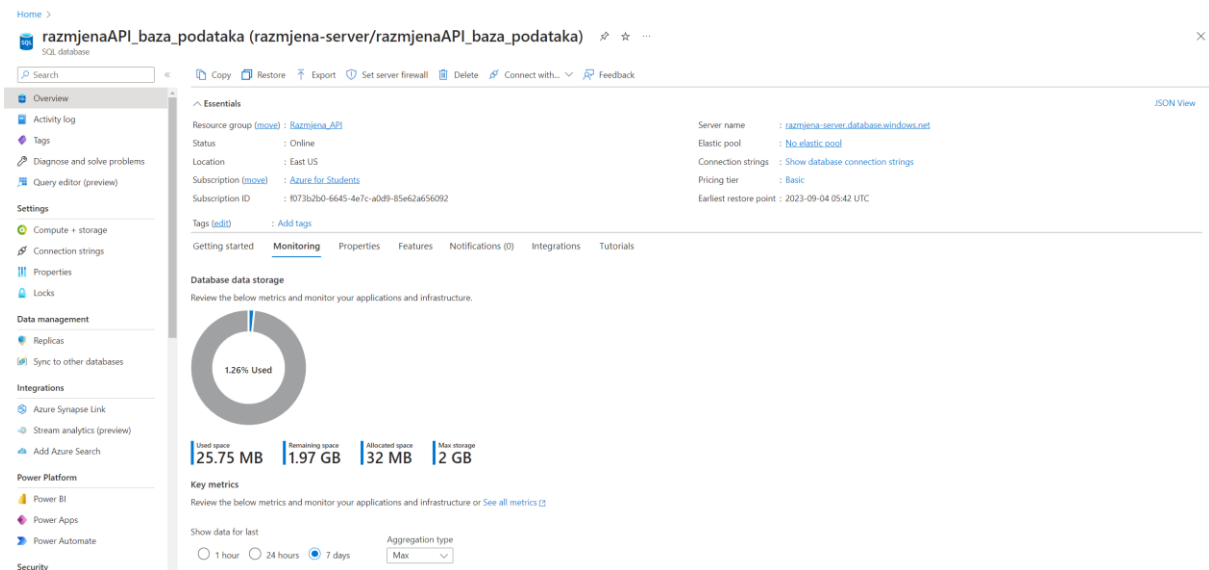 Home >
razmjenaAPI_baza_podataka (razmjena-server/razmjenaAPI_baza_podataka)
SQL database
Search
Copy Restore Export Set server firewall Delete Connect with... Feedback
Overview
Activity log
Tags
Diagnose and solve problems
Query editor (preview)
Settings
Compute + storage
Connection strings
Properties
Locks
Data management
Replicas
Sync to other databases
Integrations
Azure Synapse Link
Stream analytics (preview)
Add Azure Search
Power Platform
Power BI
Power Apps
Power Automate
Security
Essentials
JSON View
Resource group (move) : Razmjena_API
Status : Online
Location : East US
Subscription (move) : Azure for Students
Subscription ID : f073b2b0-6645-4e7c-a0d9-85e62a656092
Server name : razmjena-server.database.windows.net
Elastic pool : No elastic pool
Connection strings : Show database connection strings
Pricing tier : Basic
Earliest restore point : 2023-09-04 05:42 UTC
Tags (edit) : Add tags
Getting started Monitoring Properties Features Notifications (0) Integrations Tutorials
Database data storage
Review the below metrics and monitor your applications and infrastructure.
1.26% Used
Used space
25.75 MB
Remaining space
1.97 GB
Allocated space
32 MB
Max storage
2 GB
Key metrics
Review the below metrics and monitor your applications and infrastructure or See all metrics
Show data for last
1 hour 24 hours 7 days
Aggregation type
Max